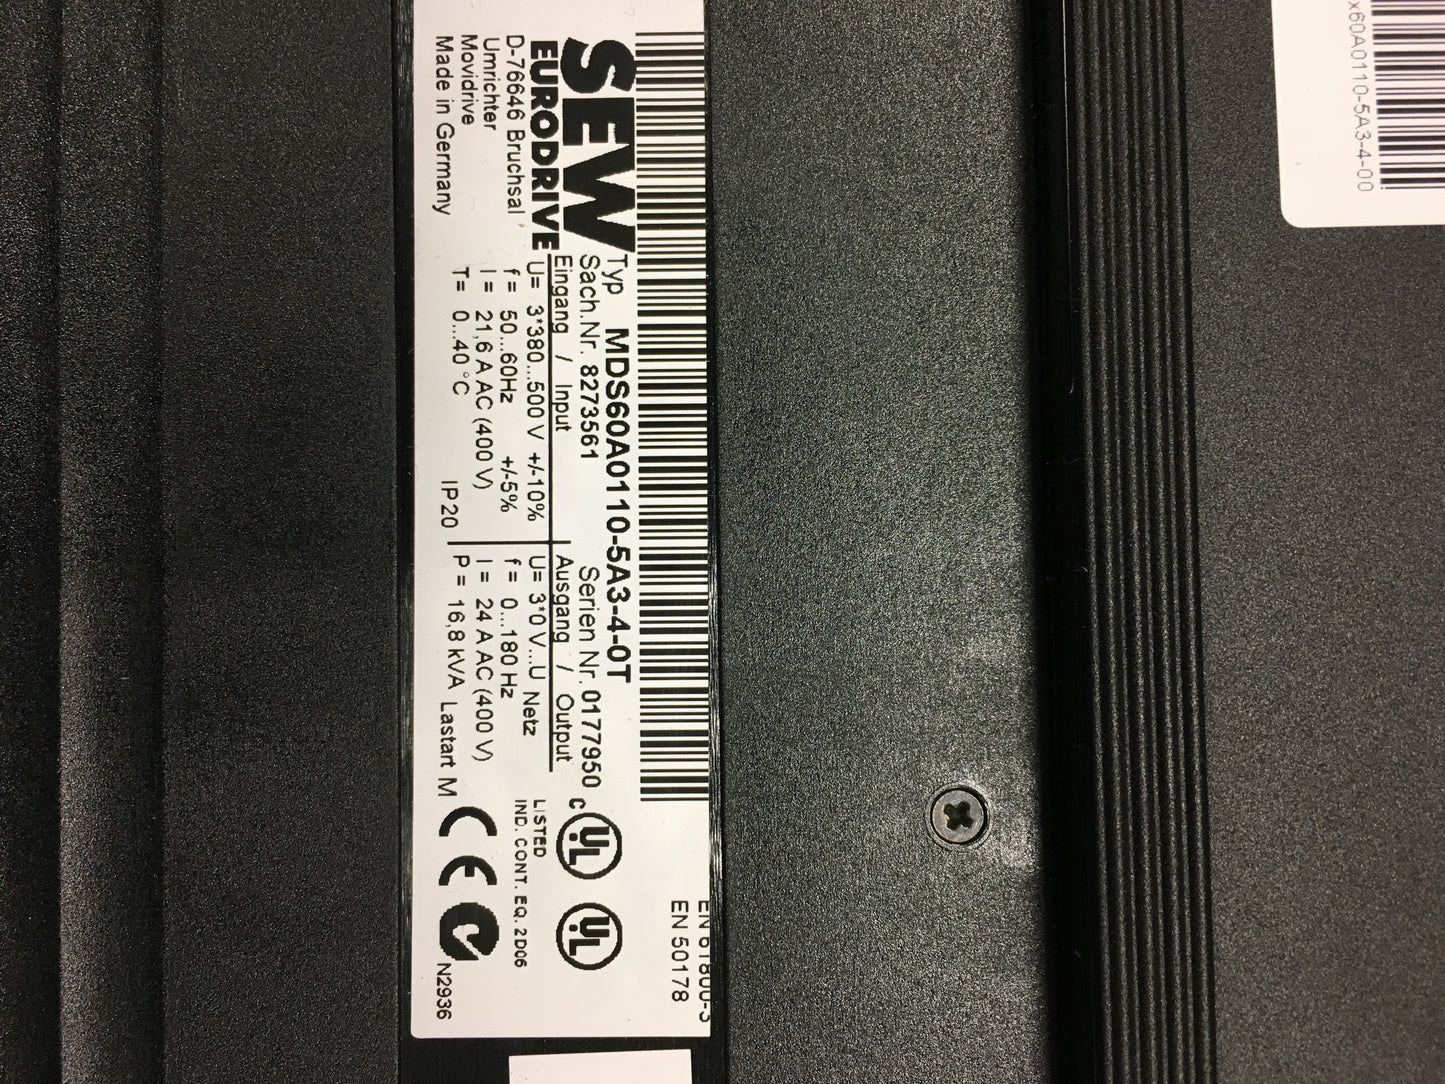 EN 61800-3
EN 50178
SEW
EURODRIVE
D-76646 Bruchsal
Umrichter
Movidrive
Made in Germany
Typ MDS60A0110-5A3-4-0T
Sach.Nr. 8273561 Serien Nr. 0177950
Eingang / Input Ausgang / Output
U= 3*380...500 V +/-10% U= 3*0 V...U Netz
f= 50...60Hz +/-5% f= 0...180 Hz
I= 21,6 A AC (400 V) I= 24 A AC (400 V)
T= 0...40 °C IP20 P= 16,8 kVA Lastart M
c UL UL
LISTED
IND. CONT. EQ. 2D06
CE N2936
x60A0110-5A3-4-00